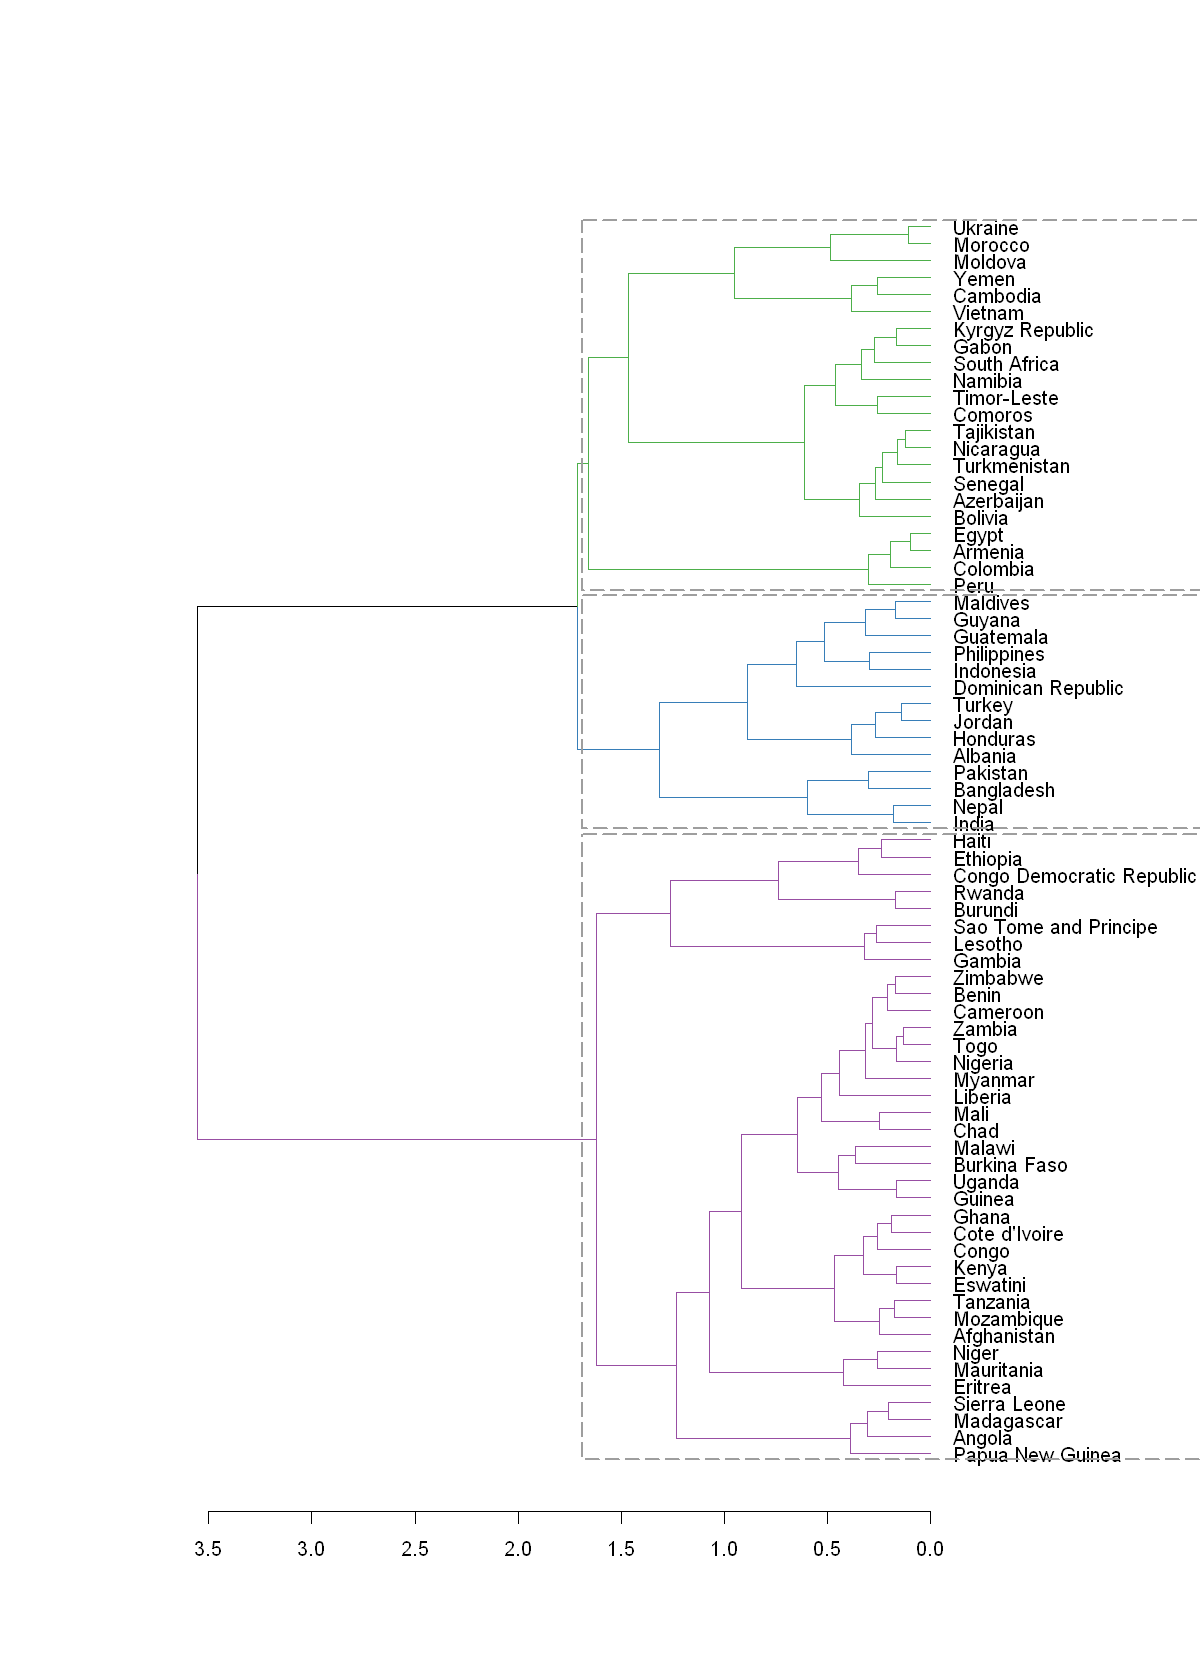 Ukraine
Morocco
Moldova
Yemen
Cambodia
Vietnam
Kyrgyz Republic
Gabon
South Africa
Namibia
Timor-Leste
Comoros
Tajikistan
Nicaragua
Turkmenistan
Senegal
Azerbaijan
Bolivia
Egypt
Armenia
Colombia
Peru
Maldives
Guyana
Guatemala
Philippines
Indonesia
Dominican Republic
Turkey
Jordan
Honduras
Albania
Pakistan
Bangladesh
Nepal
India
Haiti
Ethiopia
Congo Democratic Republic
Rwanda
Burundi
Sao Tome and Principe
Lesotho
Gambia
Zimbabwe
Benin
Cameroon
Zambia
Togo
Nigeria
Myanmar
Liberia
Mali
Chad
Malawi
Burkina Faso
Uganda
Guinea
Ghana
Cote d'Ivoire
Congo
Kenya
Eswatini
Tanzania
Mozambique
Afghanistan
Niger
Mauritania
Eritrea
Sierra Leone
Madagascar
Angola
Papua New Guinea
3.5 3.0 2.5 2.0 1.5 1.0 0.5 0.0